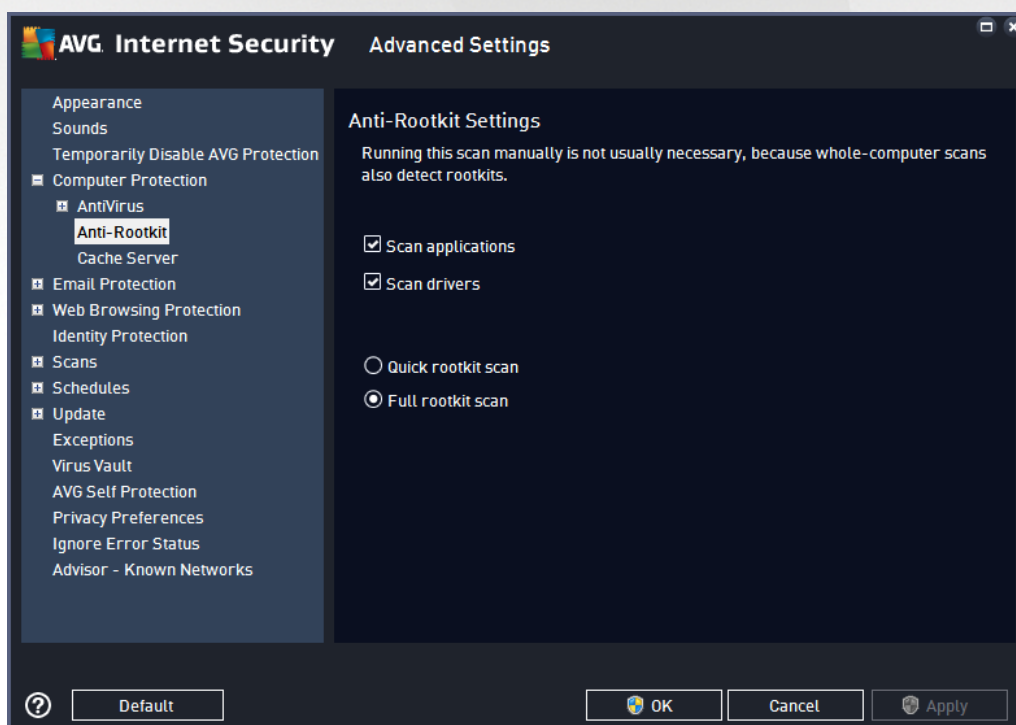 AVG. Internet Security Advanced Settings
Appearance
Sounds
Temporarily Disable AVG Protection
Computer Protection
AntiVirus
Anti-Rootkit
Cache Server
Email Protection
Web Browsing Protection
Identity Protection
Scans
Schedules
Update
Exceptions
Virus Vault
AVG Self Protection
Privacy Preferences
Ignore Error Status
Advisor - Known Networks
Anti-Rootkit Settings
Running this scan manually is not usually necessary, because whole-computer scans
also detect rootkits.
Scan applications
Scan drivers
Quick rootkit scan
Full rootkit scan
? Default OK Cancel Apply